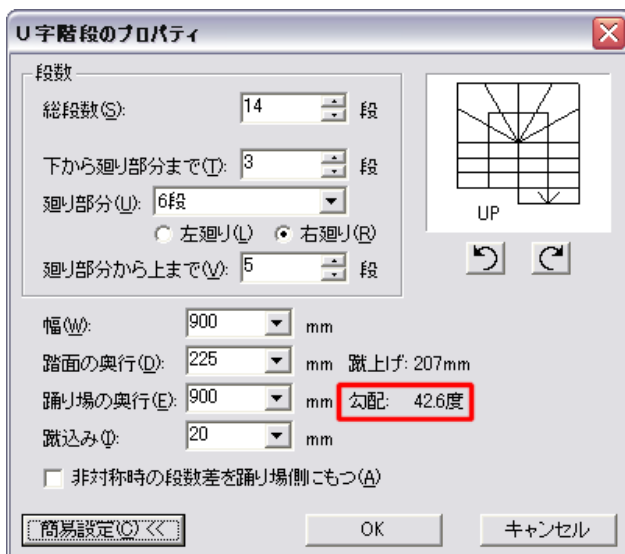 U字階段のプロパティ
段数
総段数(S): 14 段
下から廻り部分まで(T): 3 段
廻り部分(U): 6段
左廻り(L) 右廻り(R)
廻り部分から上まで(V): 5 段
UP
幅(W): 900 mm
踏面の奥行(D): 225 mm 蹴上げ: 207mm
踊り場の奥行(E): 900 mm 勾配: 42.6度
蹴込み(I): 20 mm
非対称時の段数差を踊り場側にもつ(A)
簡易設定(C) << OK キャンセル